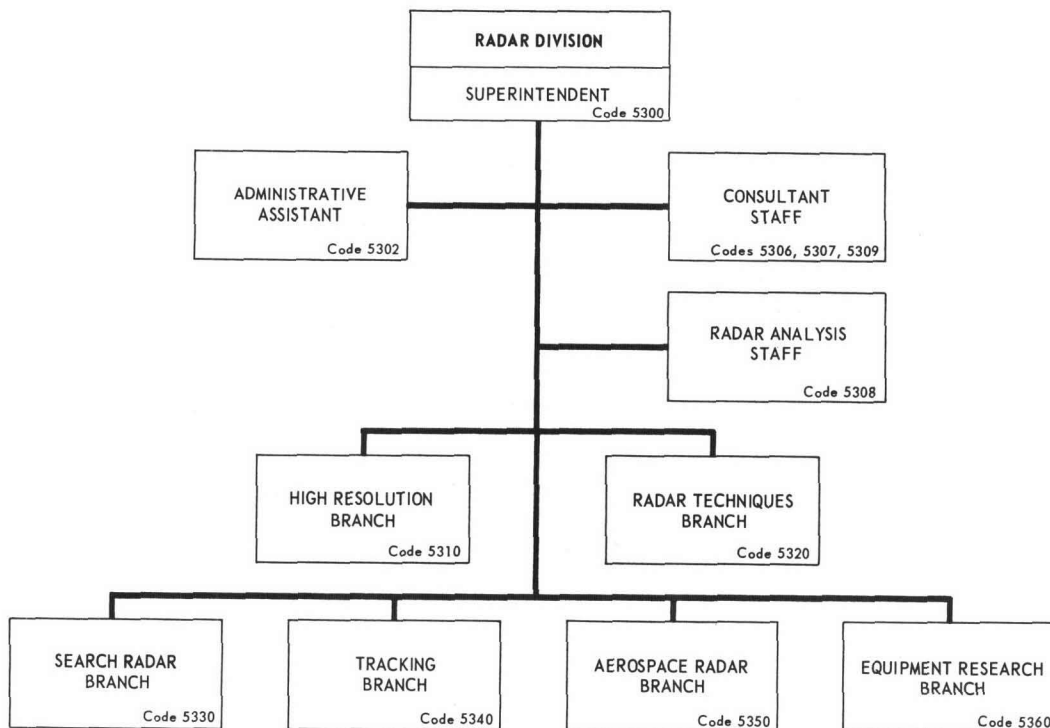 RADAR DIVISION
SUPERINTENDENT
Code 5300
ADMINISTRATIVE
ASSISTANT
Code 5302
CONSULTANT
STAFF
Codes 5306, 5307, 5309
RADAR ANALYSIS
STAFF
Code 5308
HIGH RESOLUTION
BRANCH
Code 5310
RADAR TECHNIQUES
BRANCH
Code 5320
SEARCH RADAR
BRANCH
Code 5330
TRACKING
BRANCH
Code 5340
AEROSPACE RADAR
BRANCH
Code 5350
EQUIPMENT RESEARCH
BRANCH
Code 5360